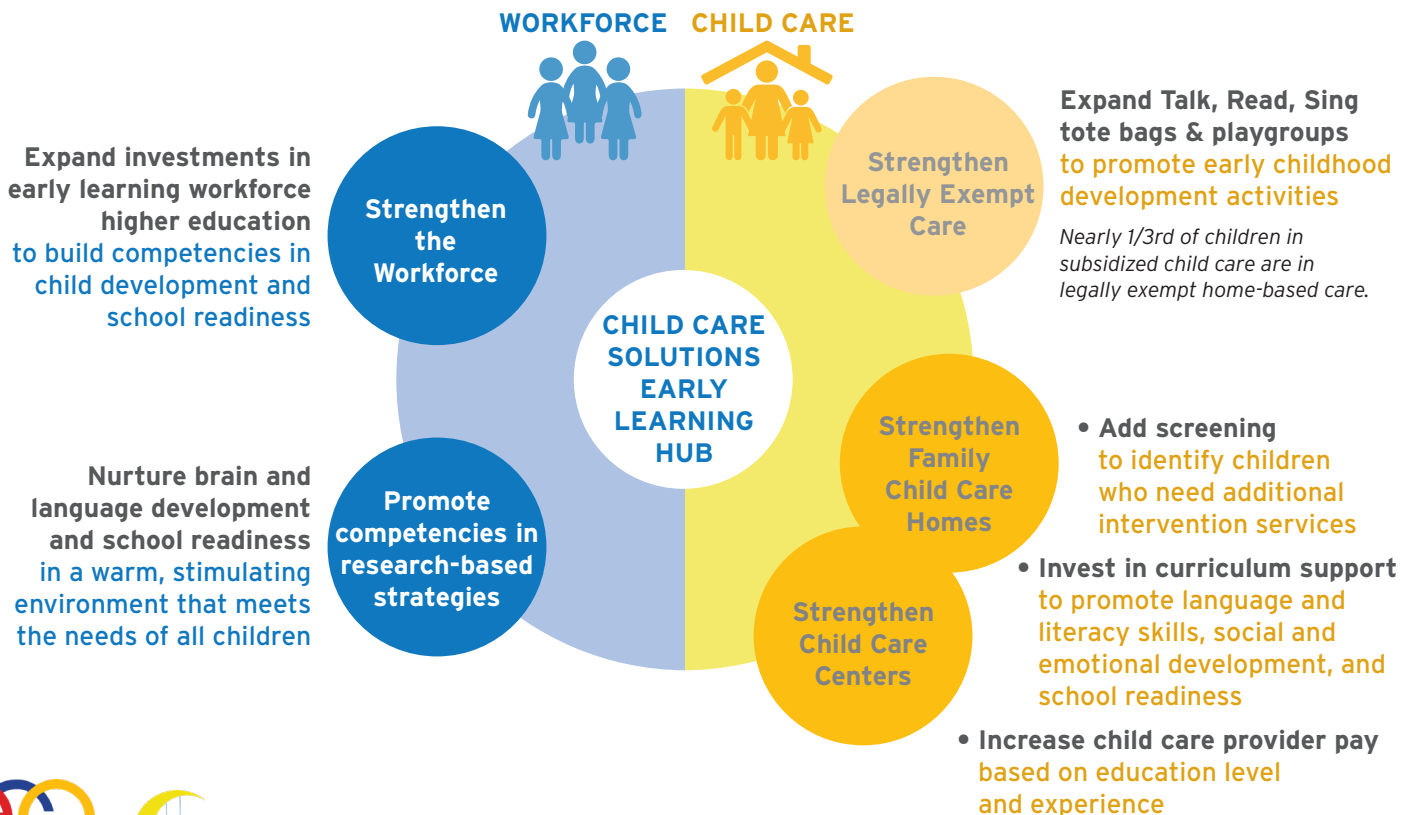 WORKFORCE
CHILD CARE
Expand investments in
early learning workforce
higher education
to build competencies in
child development and
school readiness
Strengthen
the
Workforce
Nurture brain and
language development
and school readiness
in a warm, stimulating
environment that meets
the needs of all children
Promote
competencies in
research-based
strategies
CHILD CARE
SOLUTIONS
EARLY
LEARNING
HUB
Strengthen
Legally Exempt
Care
Expand Talk, Read, Sing
tote bags & playgroups
to promote early childhood
development activities
Nearly 1/3rd of children in
subsidized child care are in
legally exempt home-based care.
Strengthen
Family
Child Care
Homes
Strengthen
Child Care
Centers
• Add screening
to identify children
who need additional
intervention services
• Invest in curriculum support
to promote language and
literacy skills, social and
emotional development, and
school readiness
• Increase child care provider pay
based on education level
and experience